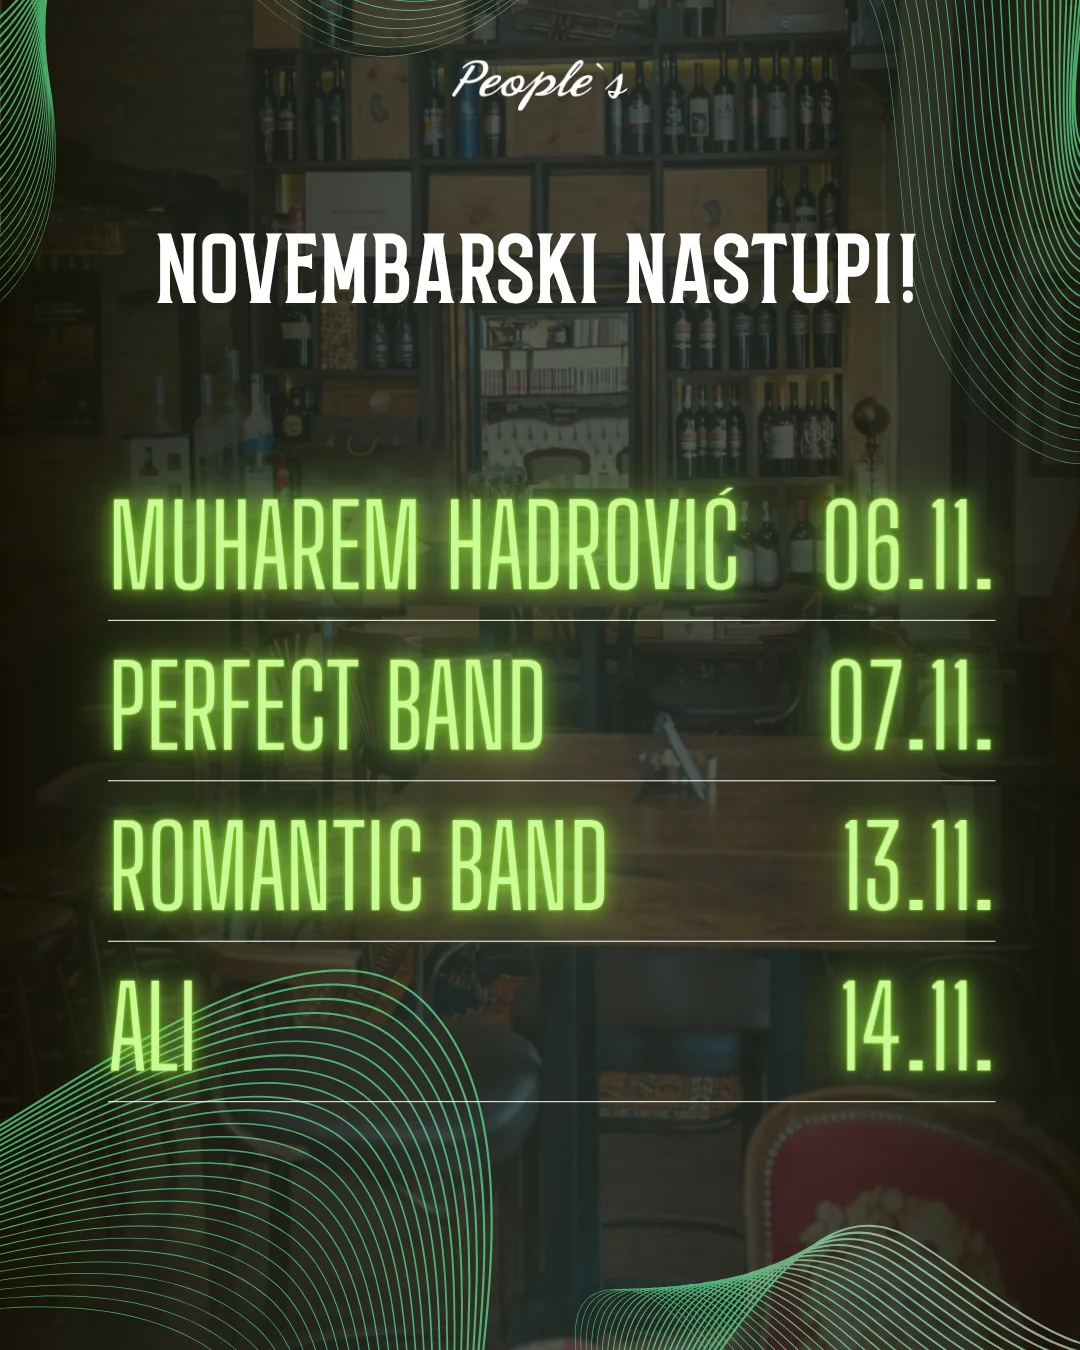 People`s
NOVEMBARSKI NASTUPI!
MUHAREM HADROVIĆ 06.11.
PERFECT BAND 07.11.
ROMANTIC BAND 13.11.
ALI 14.11.